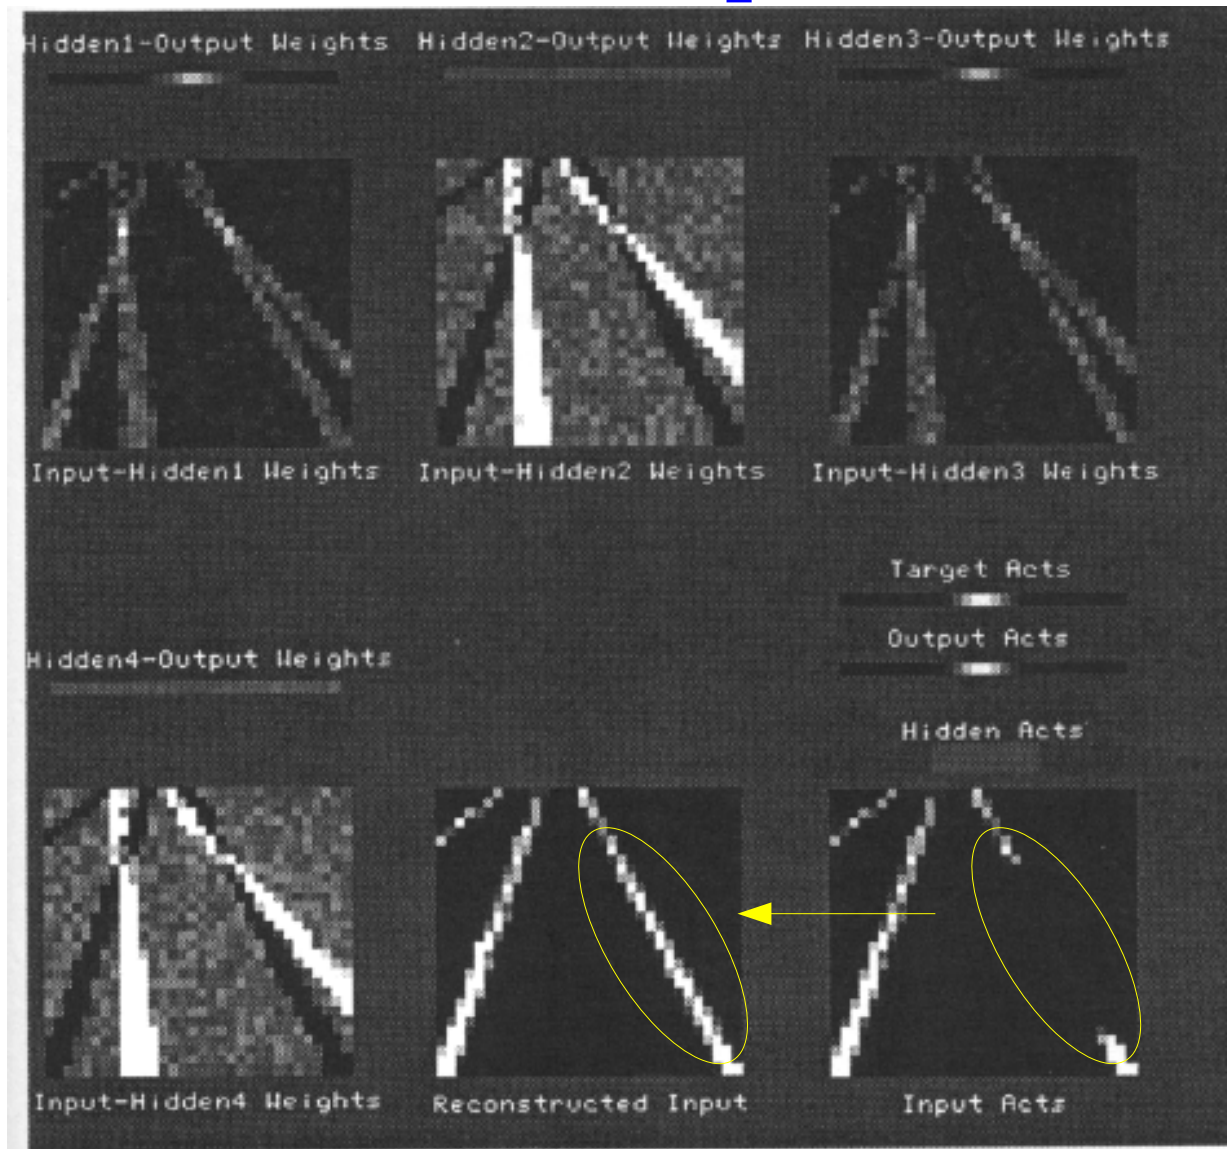 Hidden1-Output Weights
Hidden2-Output Weights
Hidden3-Output Weights
Input-Hidden1 Weights
Input-Hidden2 Weights
Input-Hidden3 Weights
Target Acts
Output Acts
Hidden4-Output Weights
Hidden Acts
Input-Hidden4 Weights
Reconstructed Input
Input Acts